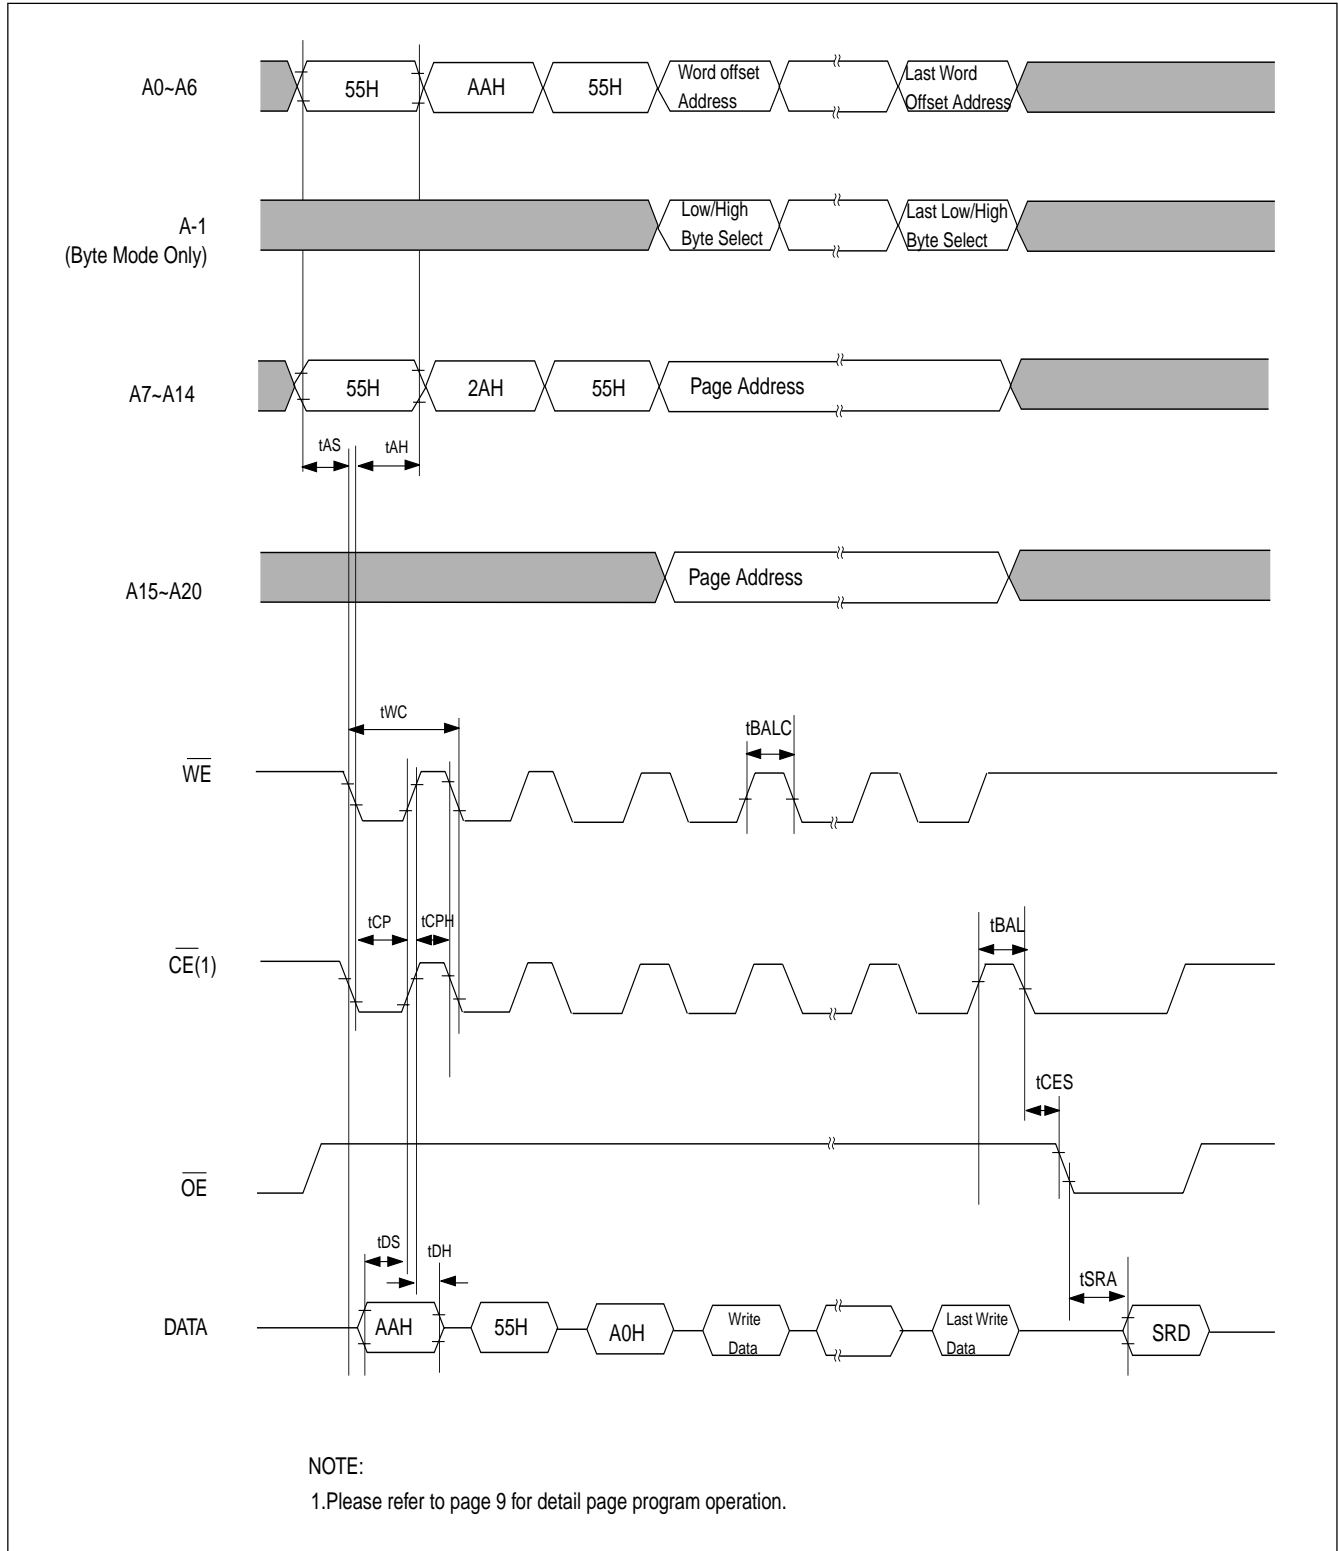 A0~A6
55H
AAH
55H
Word offset
Address
Last Word
Offset Address
A-1
(Byte Mode Only)
Low/High
Byte Select
Last Low/High
Byte Select
A7~A14
55H
2AH
55H
Page Address
tAS
tAH
A15~A20
Page Address
tWC
tBALC
WE
tCP
tCPH
tBAL
CE(1)
tCES
OE
tDS
tDH
tSRA
DATA
AAH
55H
A0H
Write
Data
Last Write
Data
SRD
NOTE:
1.Please refer to page 9 for detail page program operation.